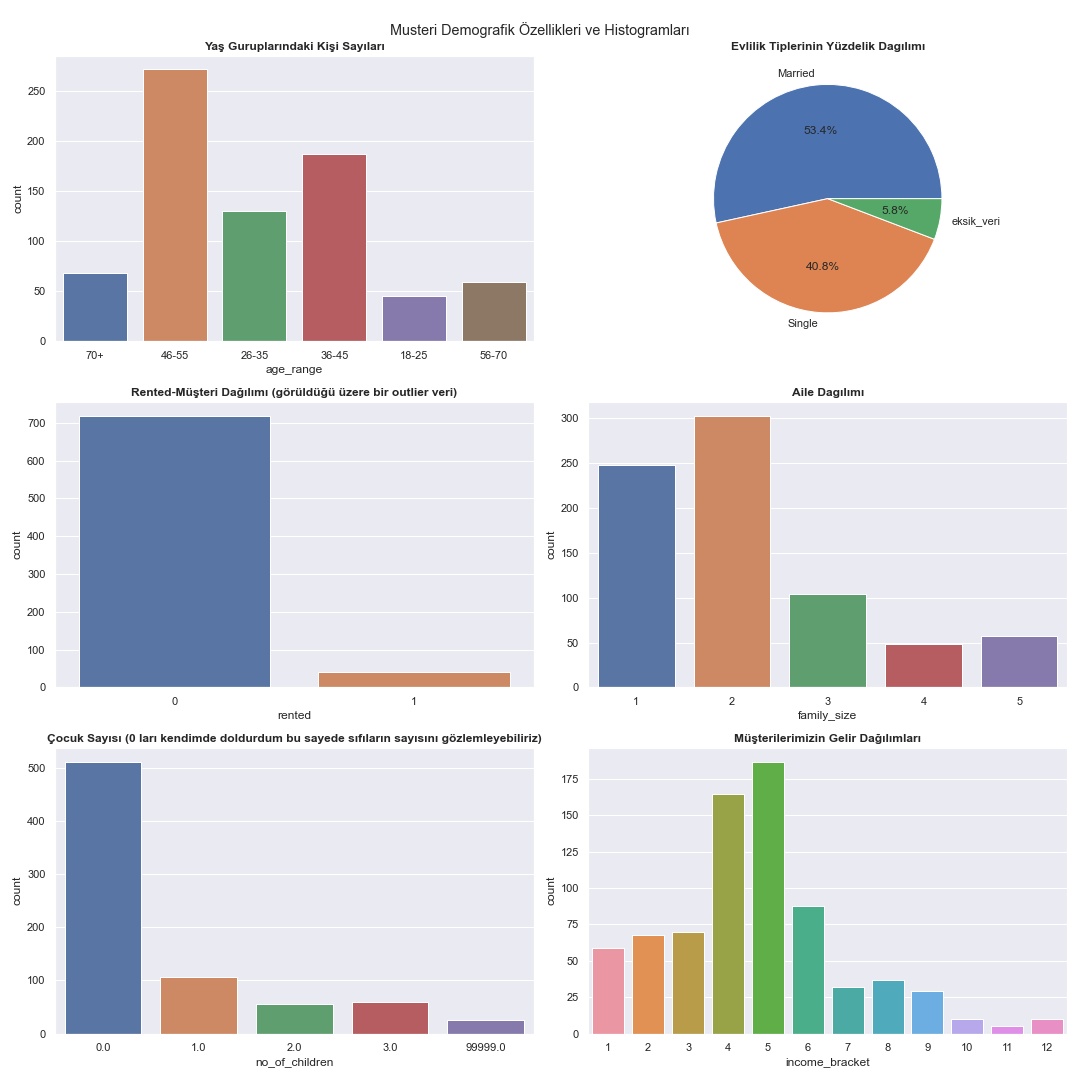 Musteri Demografik Özellikleri ve Histogramları
Yaş Guruplarındaki Kişi Sayıları
250
200
150
100
50
0
count
70+ 46-55 26-35 36-45 18-25 56-70
age_range
Evlilik Tiplerinin Yüzdelik Dagılımı
Married
53.4%
5.8%
eksik_veri
40.8%
Single
Rented-Müşteri Dağılımı (görüldüğü üzere bir outlier veri)
700
600
500
400
300
200
100
0
count
0 1
rented
Aile Dagılımı
300
250
200
150
100
50
0
count
1 2 3 4 5
family_size
Çocuk Sayısı (0 ları kendimde doldurdum bu sayede sıfıların sayısını gözlemleyebiliriz)
500
400
300
200
100
0
count
0.0 1.0 2.0 3.0 99999.0
no_of_children
Müşterilerimizin Gelir Dağılımları
175
150
125
100
75
50
25
0
count
1 2 3 4 5 6 7 8 9 10 11 12
income_bracket